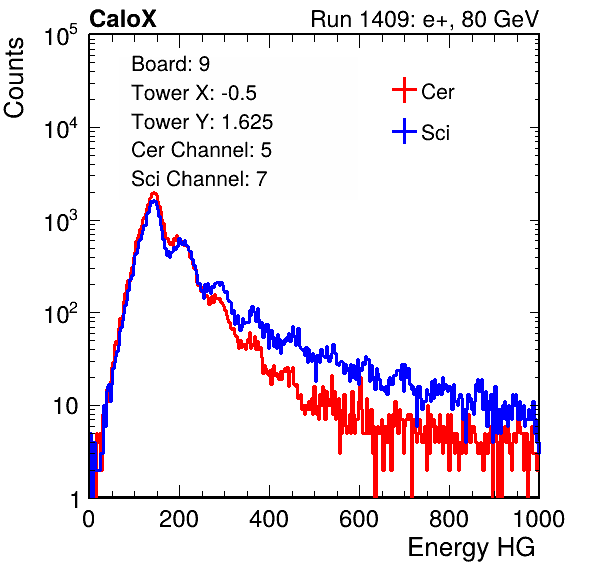 CaloX Run 1409: e+, 80 GeV
Counts
10^5
10^4
10^3
10^2
10
1
Board: 9
Tower X: -0.5
Tower Y: 1.625
Cer Channel: 5
Sci Channel: 7
Cer
Sci
0 200 400 600 800 1000
Energy HG